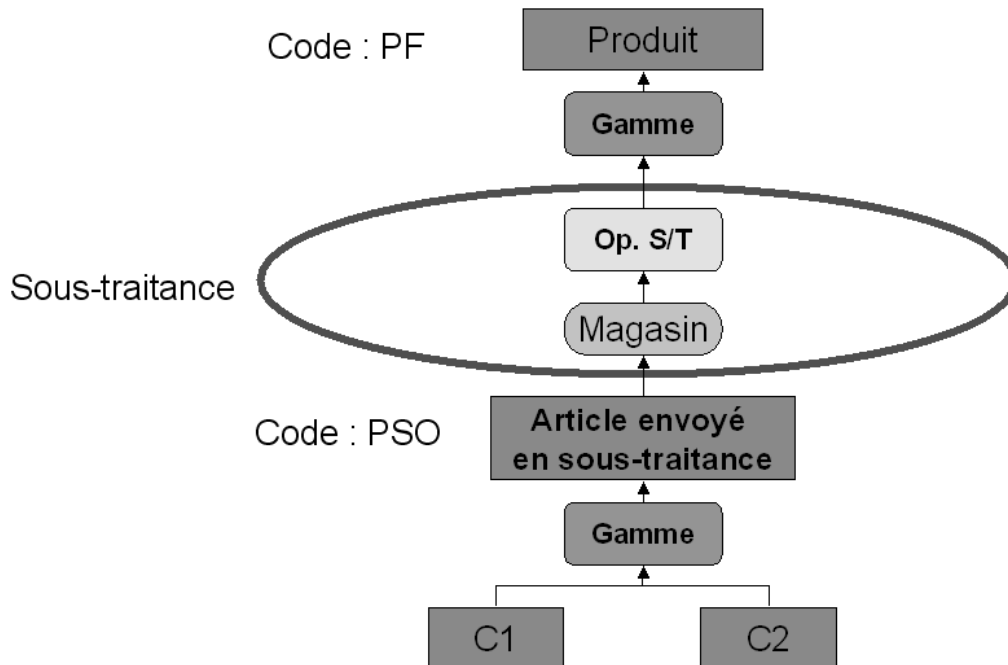 Code : PF
Produit
Gamme
Op. S/T
Sous-traitance
Magasin
Code : PSO
Article envoyé
en sous-traitance
Gamme
C1
C2